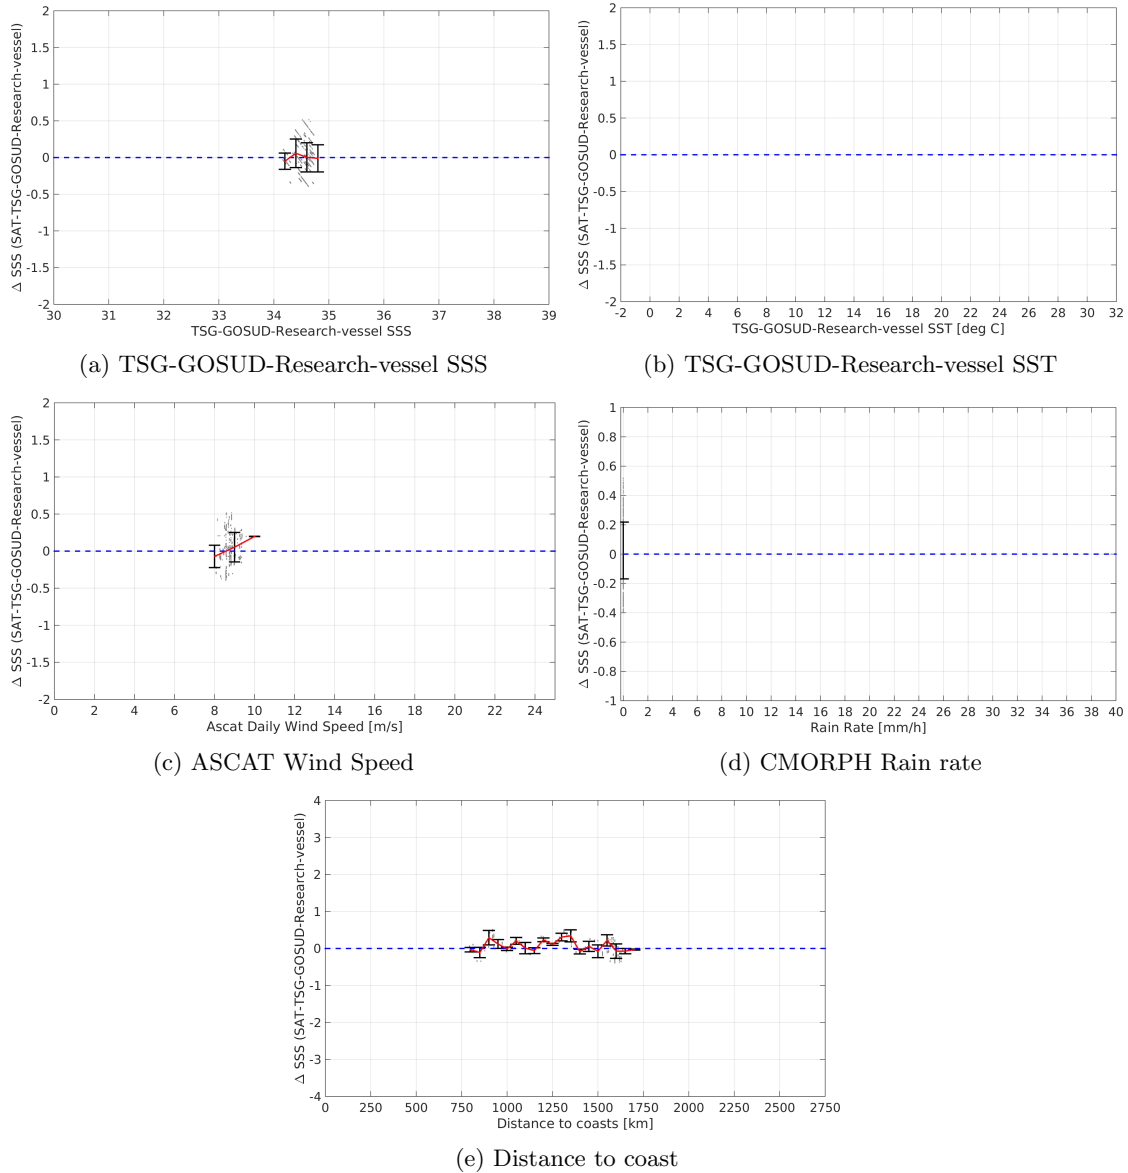 2
1.5
1
0.5
0
-0.5
-1
-1.5
-2
Δ SSS (SAT-TSG-GOSUD-Research-vessel)
30 31 32 33 34 35 36 37 38 39
TSG-GOSUD-Research-vessel SSS
(a) TSG-GOSUD-Research-vessel SSS
2
1.5
1
0.5
0
-0.5
-1
-1.5
-2
Δ SSS (SAT-TSG-GOSUD-Research-vessel)
-2 0 2 4 6 8 10 12 14 16 18 20 22 24 26 28 30 32
TSG-GOSUD-Research-vessel SST [deg C]
(b) TSG-GOSUD-Research-vessel SST
2
1.5
1
0.5
0
-0.5
-1
-1.5
-2
Δ SSS (SAT-TSG-GOSUD-Research-vessel)
0 2 4 6 8 10 12 14 16 18 20 22 24
Ascat Daily Wind Speed [m/s]
(c) ASCAT Wind Speed
1
0.8
0.6
0.4
0.2
0
-0.2
-0.4
-0.6
-0.8
-1
Δ SSS (SAT-TSG-GOSUD-Research-vessel)
0 2 4 6 8 10 12 14 16 18 20 22 24 26 28 30 32 34 36 38 40
Rain Rate [mm/h]
(d) CMORPH Rain rate
4
3
2
1
0
-1
-2
-3
-4
Δ SSS (SAT-TSG-GOSUD-Research-vessel)
0 250 500 750 1000 1250 1500 1750 2000 2250 2500 2750
Distance to coasts [km]
(e) Distance to coast